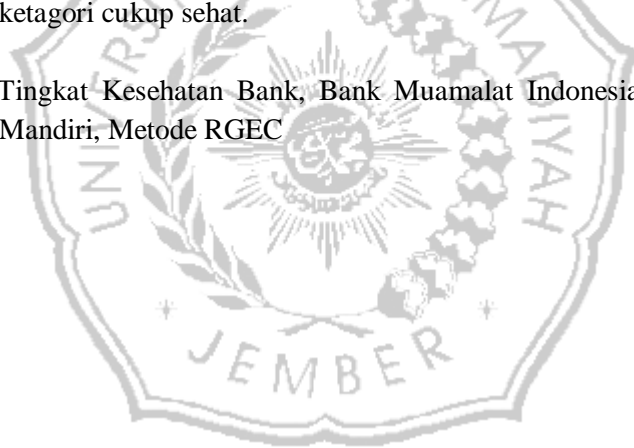 ketagori cukup sehat.
Tingkat Kesehatan Bank, Bank Muamalat Indonesia
Mandiri, Metode RGEC
JEMBER